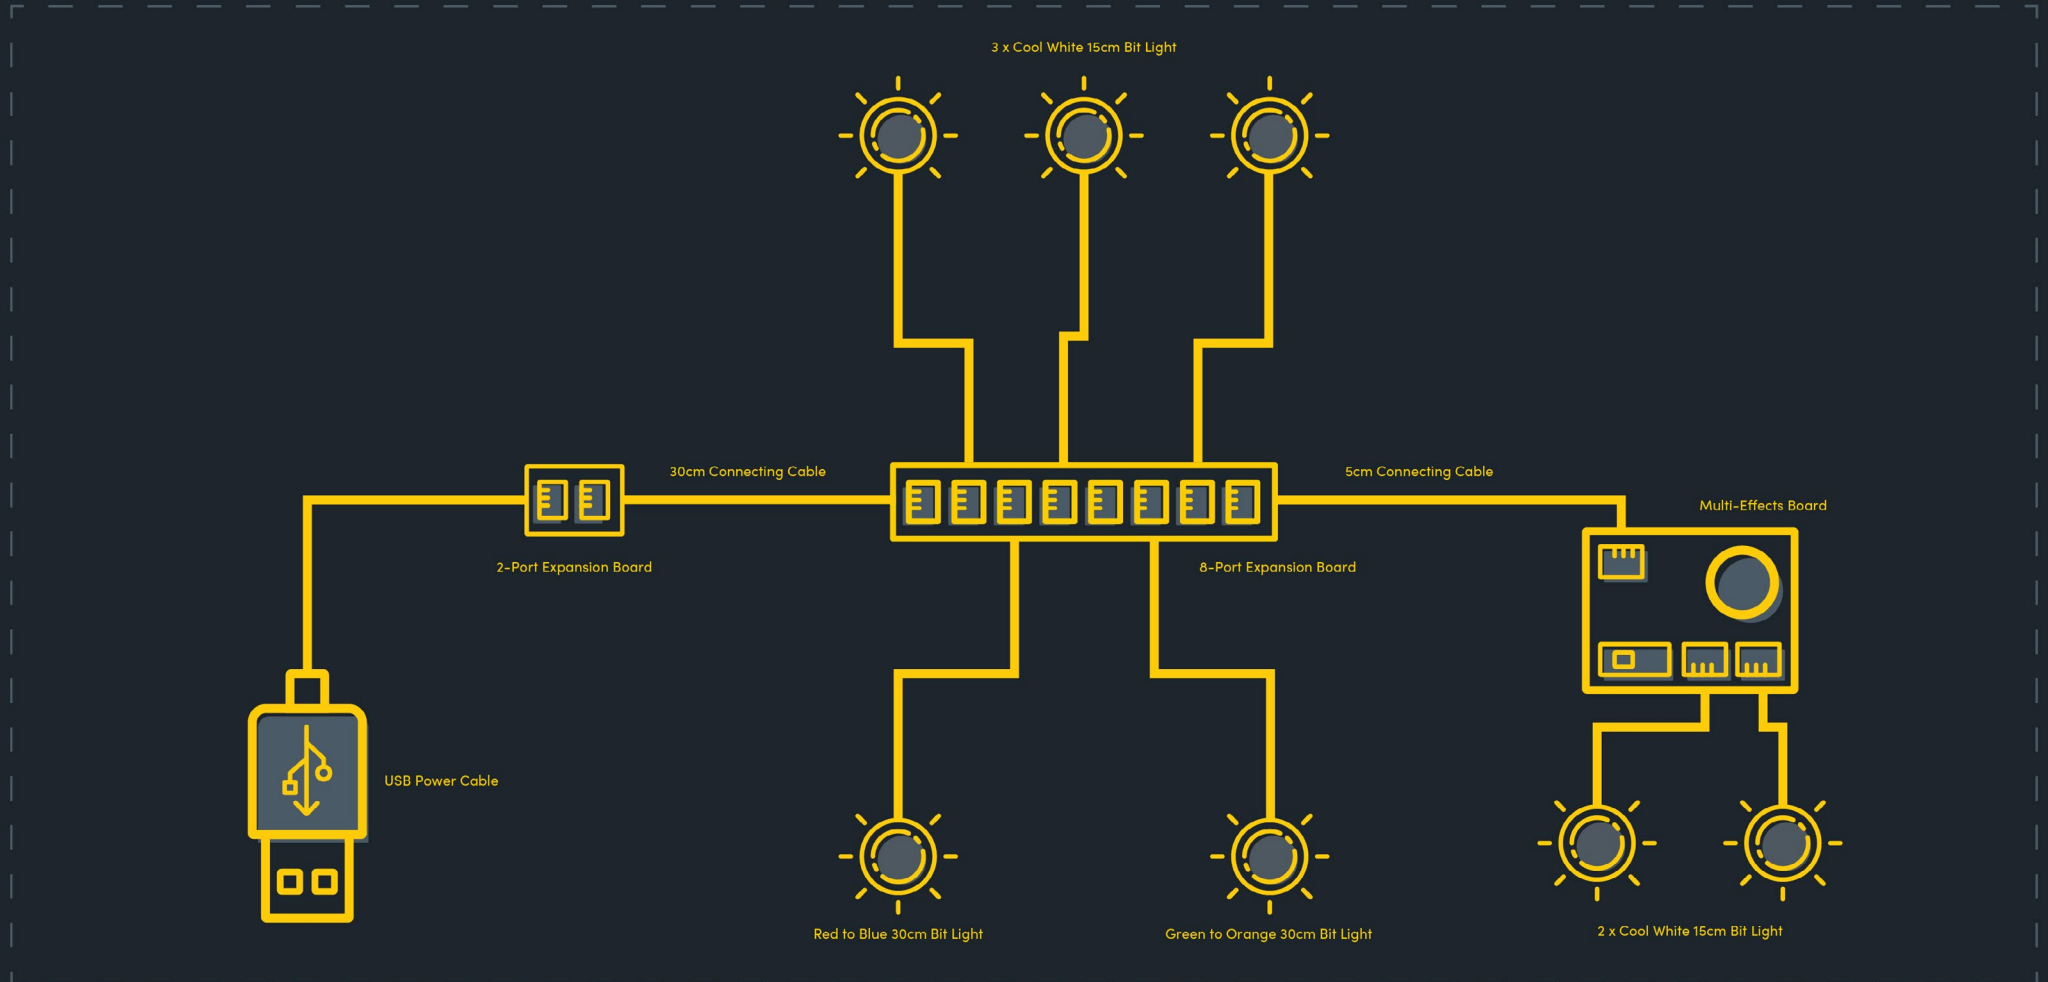 3 x Cool White 15cm Bit Light
30cm Connecting Cable
5cm Connecting Cable
Multi-Effects Board
2-Port Expansion Board
8-Port Expansion Board
USB Power Cable
Red to Blue 30cm Bit Light
Green to Orange 30cm Bit Light
2 x Cool White 15cm Bit Light